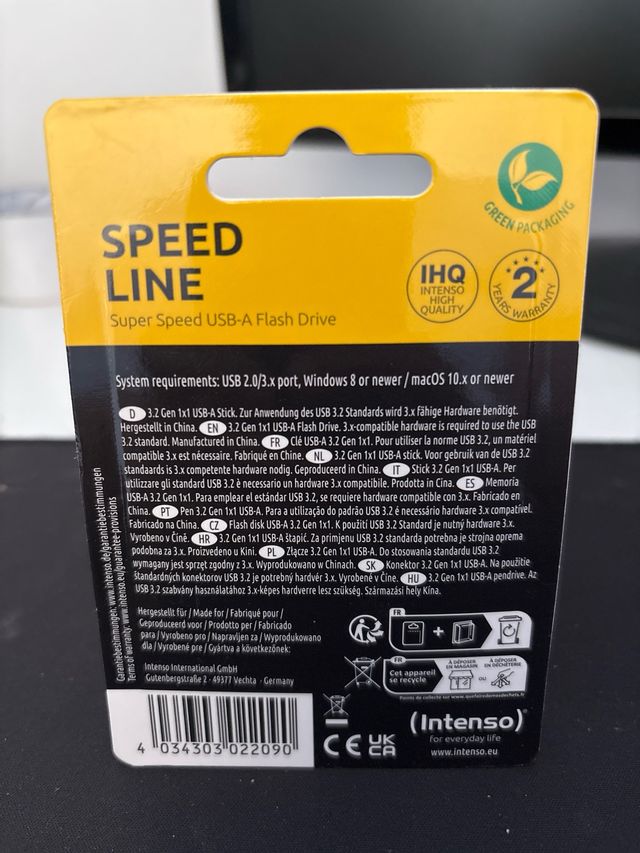 GREEN PACKAGING
SPEED
LINE
Super Speed USB-A Flash Drive
IHQ
INTENSO
HIGH
QUALITY
2
YEARS WARRANTY
System requirements: USB 2.0/3.x port, Windows 8 or newer / macOS 10.x or newer
D 3.2 Gen 1x1 USB-A Stick. Zur Anwendung des USB 3.2 Standards wird 3.x fähige Hardware benötigt.
Hergestellt in China. EN 3.2 Gen 1x1 USB-A Flash Drive. 3.x-compatible hardware is required to use the USB
3.2 standard. Manufactured in China. FR Clé USB-A 3.2 Gen 1x1. Pour utiliser la norme USB 3.2, un matériel
compatible 3.x est nécessaire. Fabriqué en Chine. NL 3.2 Gen 1x1 USB-A stick. Voor gebruik van de USB 3.2
standaards is 3.x competente hardware nodig. Geproduceerd in China. IT Stick 3.2 Gen 1x1 USB-A. Per
utilizzare gli standard USB 3.2 è necessario un hardware 3.x compatibile. Prodotta in Cina. ES Memoria
USB-A 3.2 Gen 1x1. Para emplear el estándar USB 3.2, se requiere hardware compatible con 3.x. Fabricado en
China. PT Pen 3.2 Gen 1x1 USB-A. Para a utilização do padrão USB 3.2 é necessário hardware 3.x compatível.
Fabricado na China. CZ Flash disk USB-A 3.2 Gen 1x1. K použití USB 3.2 Standard je nutný hardware 3.x.
Vyrobeno v Číně. HR 3.2 Gen 1x1 USB-A štapić. Za primjenu USB 3.2 standarda potrebna je strojna oprema
podobna za 3.x. Proizvedeno u Kini. PL Złącze 3.2 Gen 1x1 USB-A. Do stosowania standardu USB 3.2
wymagany jest sprzęt zgodny z 3.x. Wyprodukowano w Chinach. SK Konektor 3.2 Gen 1x1 USB-A. Na použitie
štandardných konektorov USB 3.2 je potrebný hardvér 3.x. Vyrobené v Číne. HU 3.2 Gen 1x1 USB-A pendrive. Az
USB 3.2 szabvány használatához 3.x-képes hardverre lesz szükség. Származási hely Kína.
Garantiebestimmungen: www.intenso.de/garantiebestimmungen
Terms of warranty: www.intenso.eu/guarantee-provisions
Hergestellt für / Made for / Fabriqué pour /
Geproduceerd voor / Prodotto per / Fabricado
para / Vyrobeno pro / Napravljen za / Wyprodukowano
dla / Vyrobené pre / Gyártva a következőnek:
Intenso International GmbH
Gutenbergstraße 2 · 49377 Vechta · Germany
FR
+
FR
Cet appareil
se recycle
À DÉPOSER
EN MAGASIN
OU
À DÉPOSER
EN DÉCHÈTERIE
Points de collecte sur www.quefairedemesdechets.fr
4 034303 022090
CE UK
CA
(Intenso)®
for everyday life
www.intenso.eu